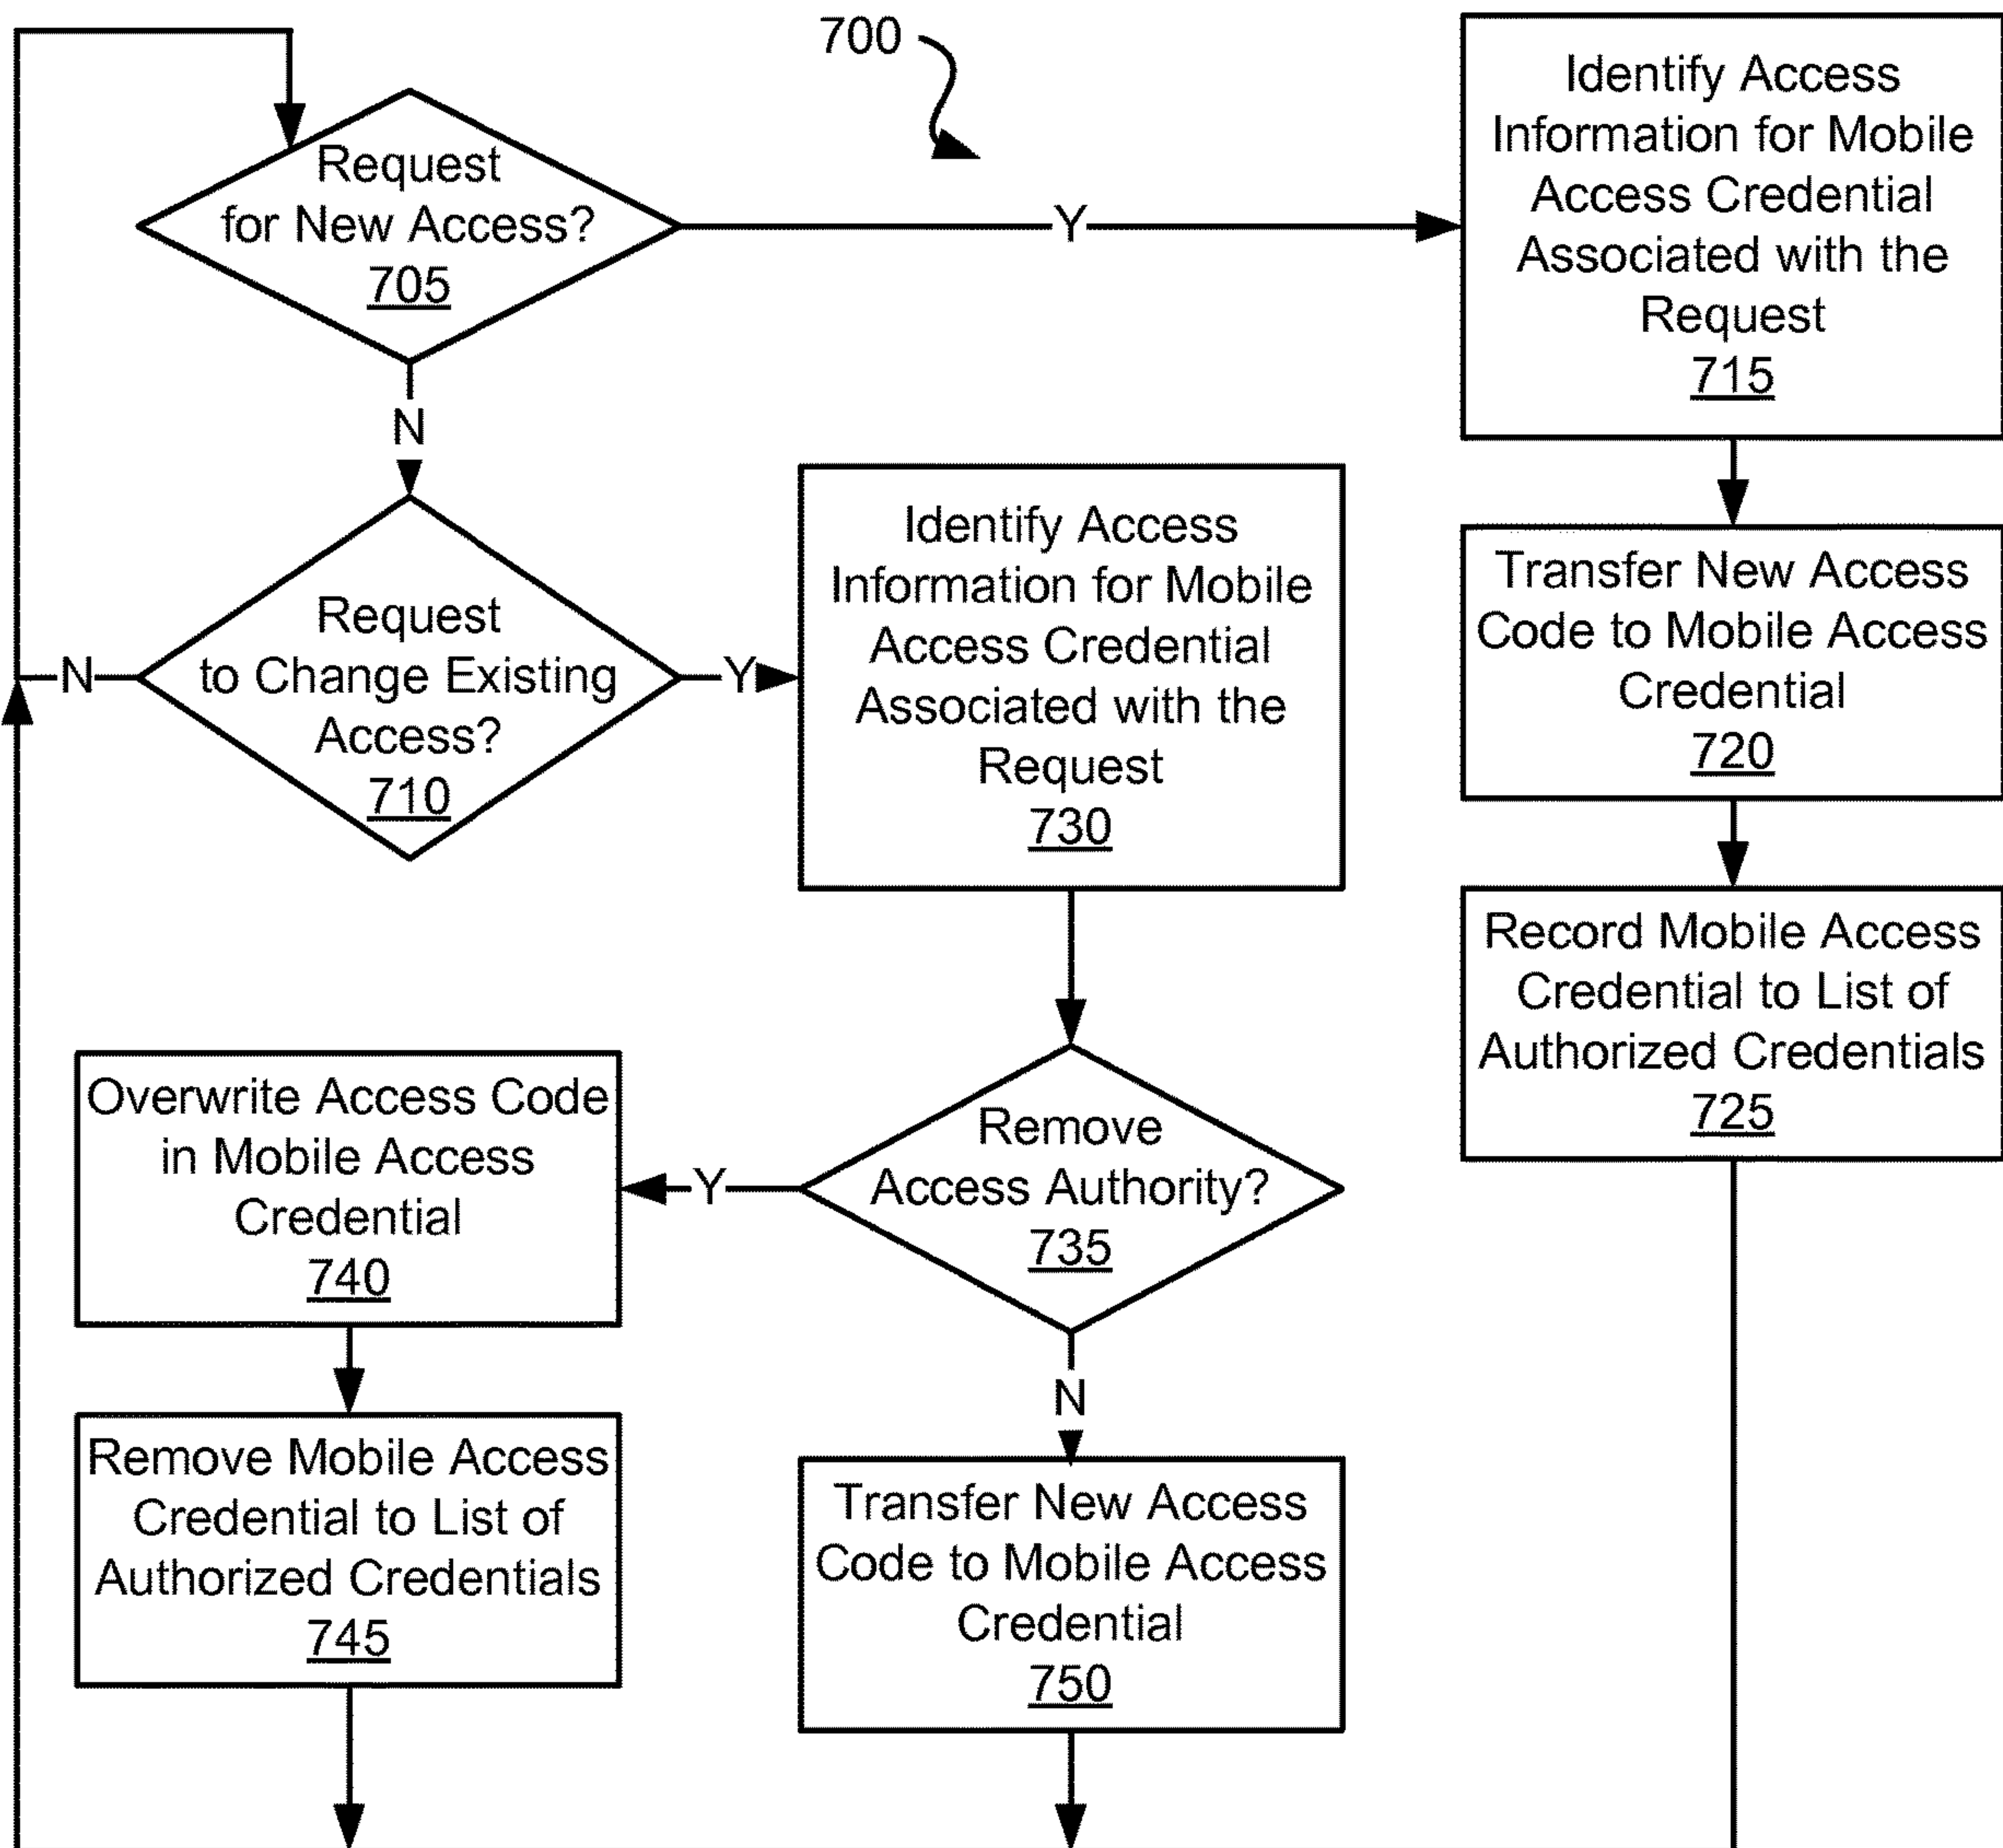 700
Request
for New Access?
705
Y
Identify Access
Information for Mobile
Access Credential
Associated with the
Request
715
N
Request
to Change Existing
Access?
710
N
Y
Identify Access
Information for Mobile
Access Credential
Associated with the
Request
730
Transfer New Access
Code to Mobile Access
Credential
720
Record Mobile Access
Credential to List of
Authorized Credentials
725
Remove
Access Authority?
735
Y
Overwrite Access Code
in Mobile Access
Credential
740
N
Remove Mobile Access
Credential to List of
Authorized Credentials
745
Transfer New Access
Code to Mobile Access
Credential
750